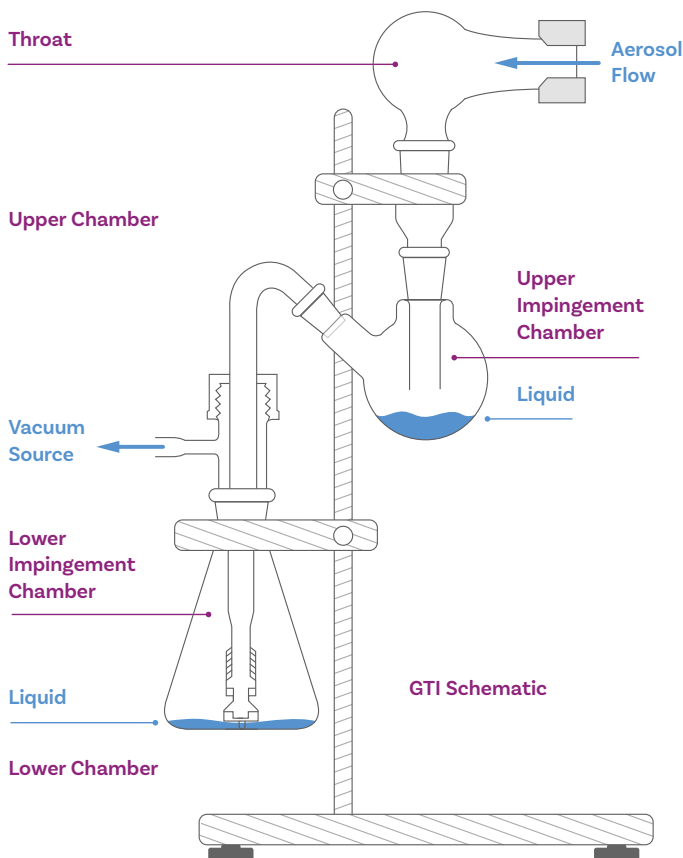 Throat
Aerosol
Flow
Upper Chamber
Upper
Impingement
Chamber
Liquid
Vacuum
Source
Lower
Impingement
Chamber
GTI Schematic
Liquid
Lower Chamber